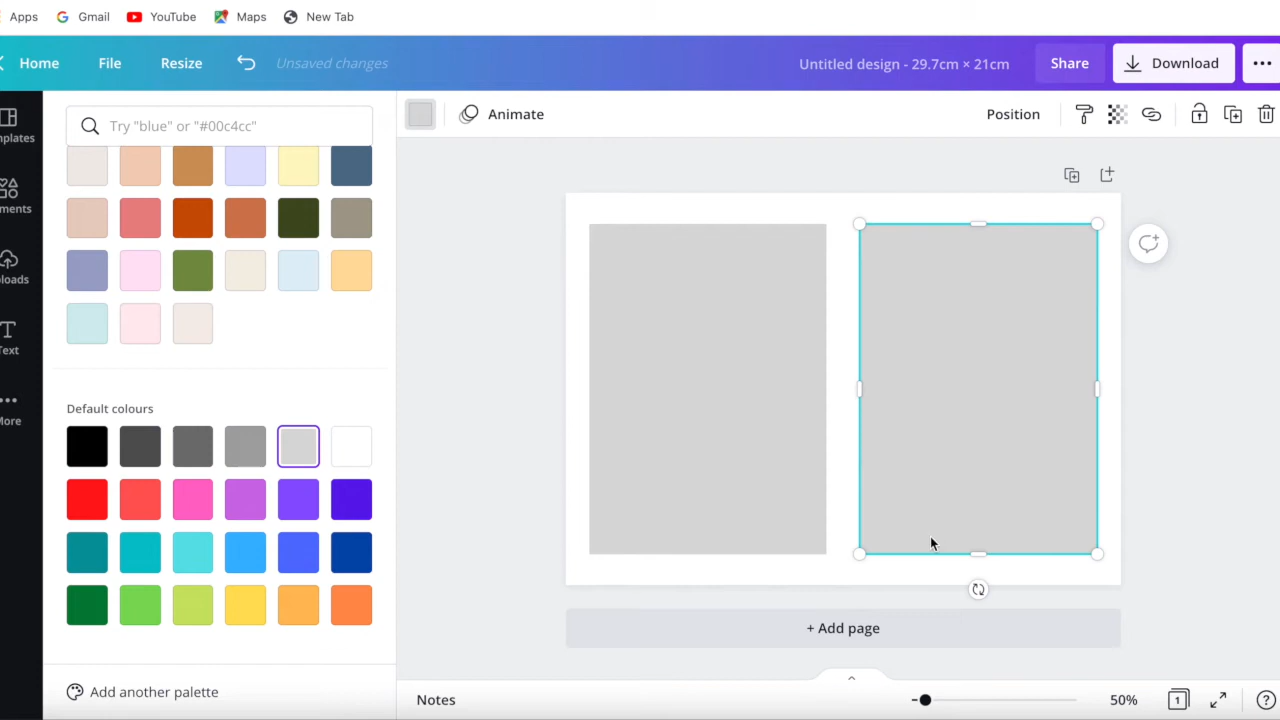 Apps Gmail YouTube Maps New Tab
Home File Resize Unsaved changes Untitled design - 29.7cm × 21cm Share Download
Try "blue" or "#00c4cc"
Animate Position
mplates
ments
loads
Text
More
Default colours
+ Add page
Add another palette
Notes 50% 1